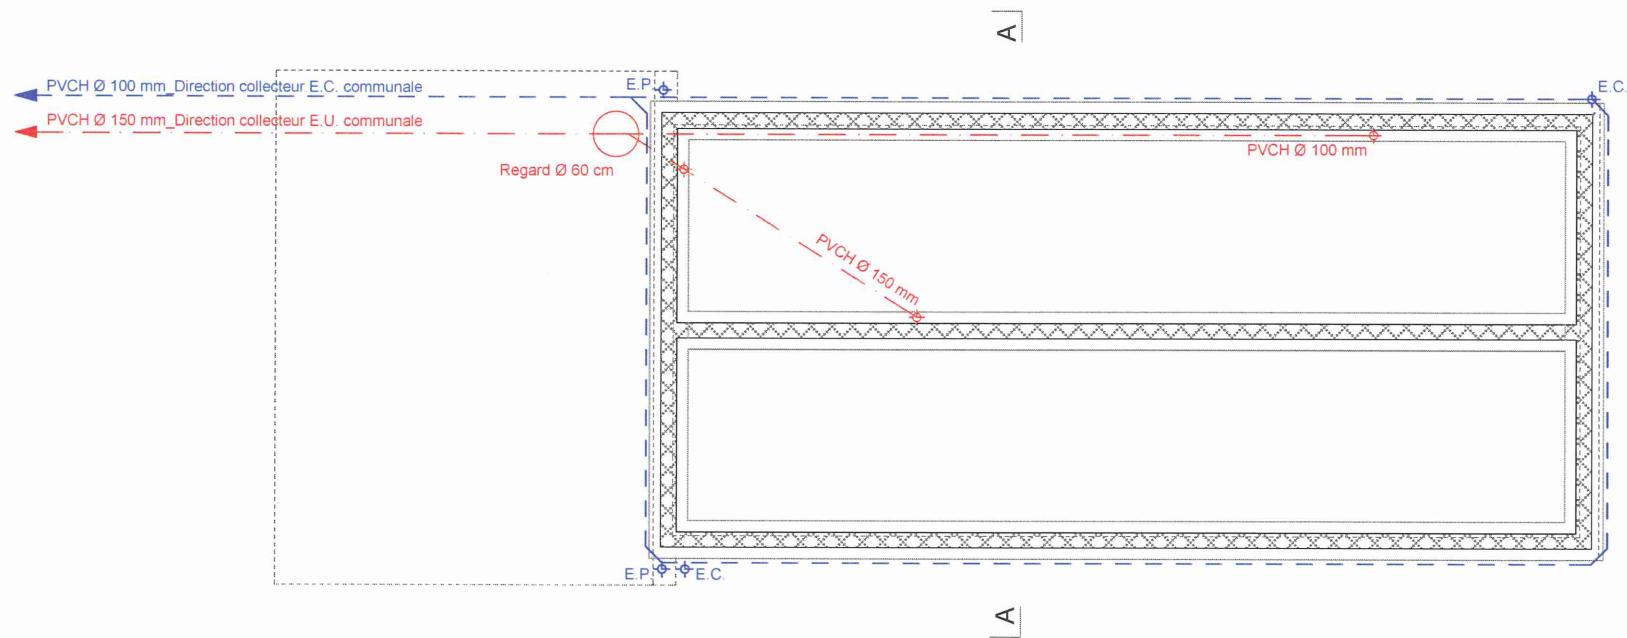 A
PVCH Ø 100 mm_Direction collecteur E.C. communale
E.P.
E.C.
PVCH Ø 150 mm_Direction collecteur E.U. communale
Regard Ø 60 cm
PVCH Ø 100 mm
PVCH Ø 150 mm
E.P.
E.C.
A